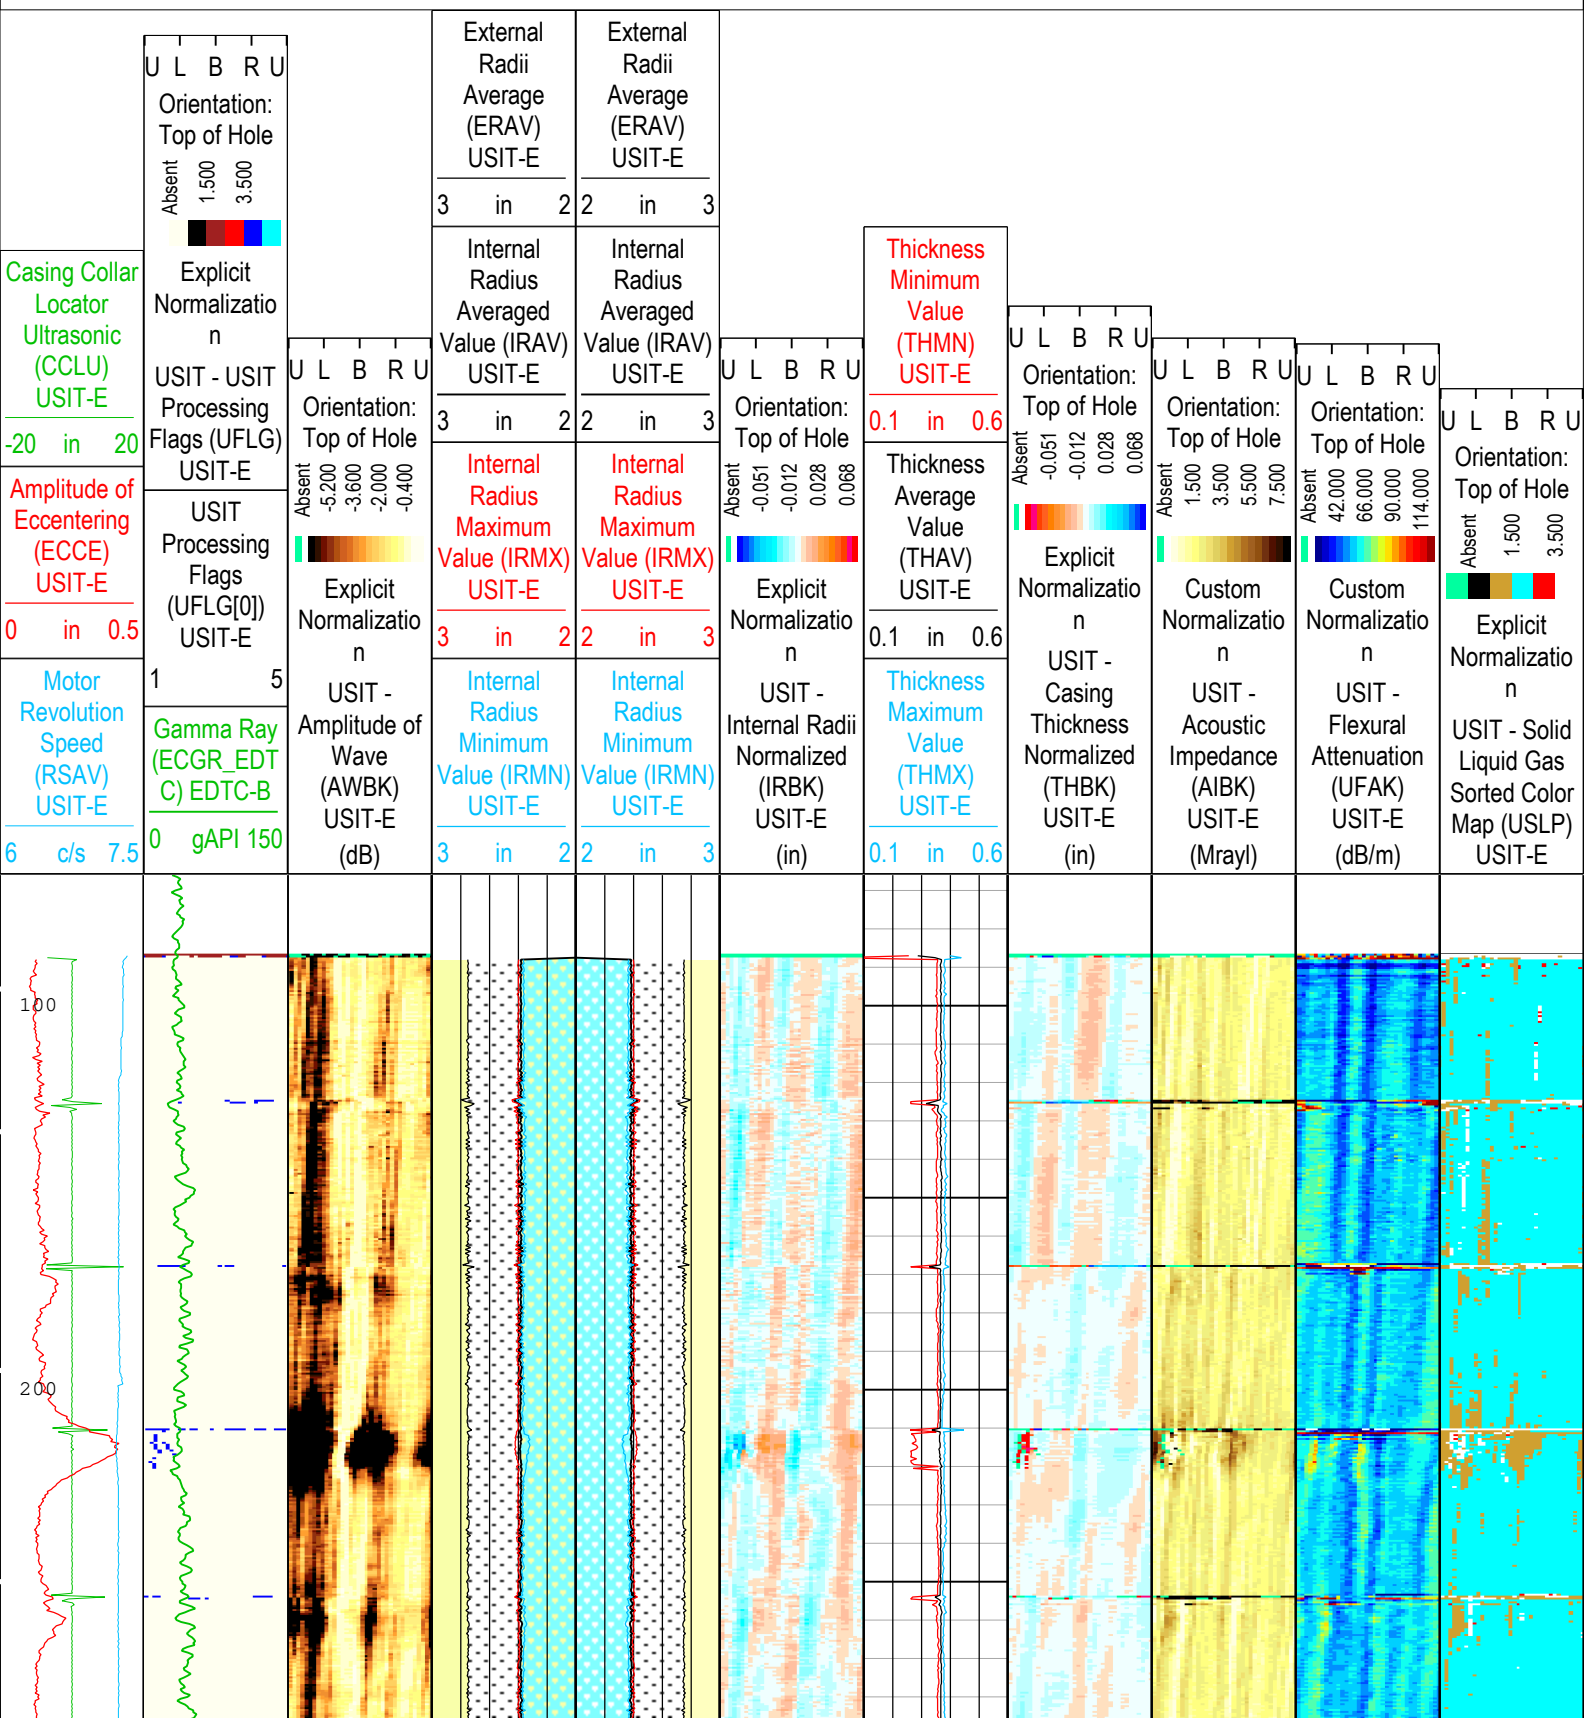 Casing Collar
Locator
Ultrasonic
(CCLU)
USIT-E
-20 in 20
Amplitude of
Eccentering
(ECCE)
USIT-E
0 in 0.5
Motor
Revolution
Speed
(RSAV)
USIT-E
6 c/s 7.5
U L B R U
Orientation:
Top of Hole
Absent 1.500 3.500
Explicit
Normalizatio
n
USIT - USIT
Processing
Flags (UFLG)
USIT-E
USIT
Processing
Flags
(UFLG[0])
USIT-E
1 5
Gamma Ray
(ECGR_EDT
C) EDTC-B
0 gAPI 150
U L B R U
Orientation:
Top of Hole
Absent -5.200 -3.600 -2.000 -0.400
Explicit
Normalizatio
n
USIT -
Amplitude of
Wave
(AWBK)
USIT-E
(dB)
External
Radii
Average
(ERAV)
USIT-E
3 in 2
Internal
Radius
Averaged
Value (IRAV)
USIT-E
3 in 2
Internal
Radius
Maximum
Value (IRMX)
USIT-E
3 in 2
Internal
Radius
Minimum
Value (IRMN)
USIT-E
3 in 2
External
Radii
Average
(ERAV)
USIT-E
2 in 3
Internal
Radius
Averaged
Value (IRAV)
USIT-E
2 in 3
Internal
Radius
Maximum
Value (IRMX)
USIT-E
2 in 3
Internal
Radius
Minimum
Value (IRMN)
USIT-E
2 in 3
U L B R U
Orientation:
Top of Hole
Absent -0.051 -0.012 0.028 0.068
Explicit
Normalizatio
n
USIT -
Internal Radii
Normalized
(IRBK)
USIT-E
(in)
Thickness
Minimum
Value
(THMN)
USIT-E
0.1 in 0.6
Thickness
Average
Value
(THAV)
USIT-E
0.1 in 0.6
Thickness
Maximum
Value
(THMX)
USIT-E
0.1 in 0.6
U L B R U
Orientation:
Top of Hole
Absent -0.051 -0.012 0.028 0.068
Explicit
Normalizatio
n
USIT -
Casing
Thickness
Normalized
(THBK)
USIT-E
(in)
U L B R U
Orientation:
Top of Hole
Absent 1.500 3.500 5.500 7.500
Custom
Normalizatio
n
USIT -
Acoustic
Impedance
(AIBK)
USIT-E
(Mrayl)
U L B R U
Orientation:
Top of Hole
Absent 42.000 66.000 90.000 114.000
Custom
Normalizatio
n
USIT -
Flexural
Attenuation
(UFAK)
USIT-E
(dB/m)
U L B R U
Orientation:
Top of Hole
Absent 1.500 3.500
Explicit
Normalizatio
n
USIT - Solid
Liquid Gas
Sorted Color
Map (USLP)
USIT-E
100
200